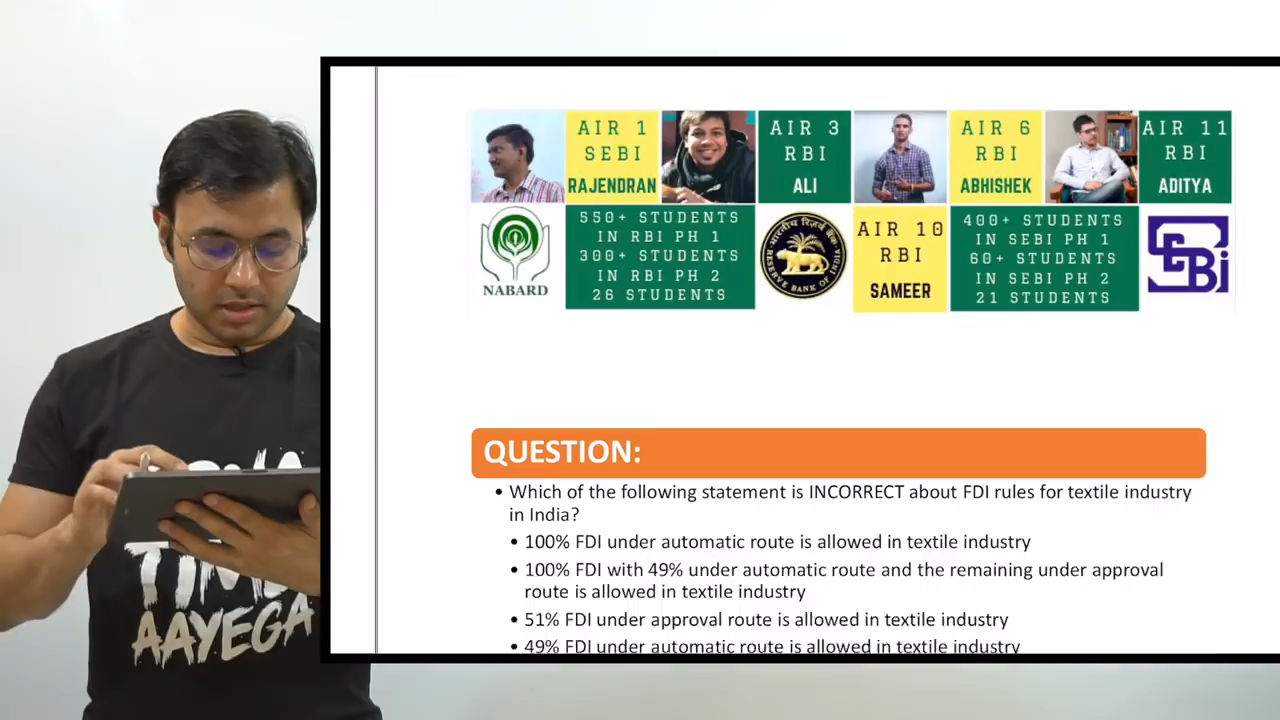 AIR 1
SEBI
RAJENDRAN
AIR 3
RBI
ALI
AIR 6
RBI
ABHISHEK
AIR 11
RBI
ADITYA
NABARD
550+ STUDENTS
IN RBI PH 1
300+ STUDENTS
IN RBI PH 2
26 STUDENTS
भारतीय रिज़र्व बैंक
RESERVE BANK OF INDIA
AIR 10
RBI
SAMEER
400+ STUDENTS
IN SEBI PH 1
60+ STUDENTS
IN SEBI PH 2
21 STUDENTS
SEBi
QUESTION:
• Which of the following statement is INCORRECT about FDI rules for textile industry
in India?
• 100% FDI under automatic route is allowed in textile industry
• 100% FDI with 49% under automatic route and the remaining under approval
route is allowed in textile industry
• 51% FDI under approval route is allowed in textile industry
• 49% FDI under automatic route is allowed in textile industry
AAYEGA